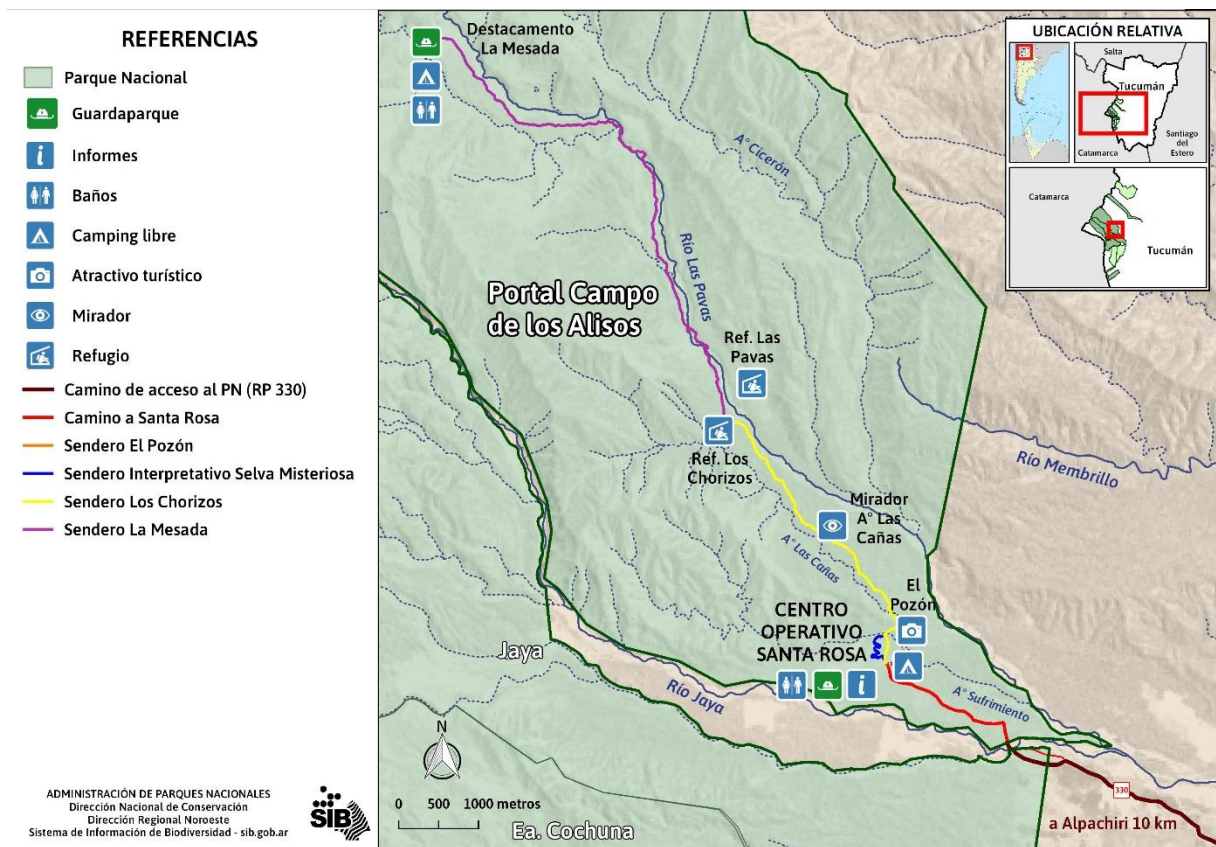 REFERENCIAS
Parque Nacional
Guardaparque
Informes
Baños
Camping libre
Atractivo turístico
Mirador
Refugio
Camino de acceso al PN (RP 330)
Camino a Santa Rosa
Sendero El Pozón
Sendero Interpretativo Selva Misteriosa
Sendero Los Chorizos
Sendero La Mesada
ADMINISTRACIÓN DE PARQUES NACIONALES
Dirección Nacional de Conservación
Dirección Regional Noroeste
Sistema de Información de Biodiversidad - sib.gob.ar
SIB
Destacamento
La Mesada
A° Cicerón
Río Las Pavas
Portal Campo
de los Alisos
Ref. Las
Pavas
Ref. Los
Chorizos
Río Membrillo
Mirador
A° Las
Cañas
A° Las Cañas
El
Pozón
CENTRO
OPERATIVO
SANTA ROSA
Jaya
Río Jaya
A° Sufrimiento
N
0 500 1000 metros
Ea. Cochuna
330
a Alpachiri 10 km
UBICACIÓN RELATIVA
Salta
Tucumán
Santiago
del
Estero
Catamarca
Catamarca
Tucumán